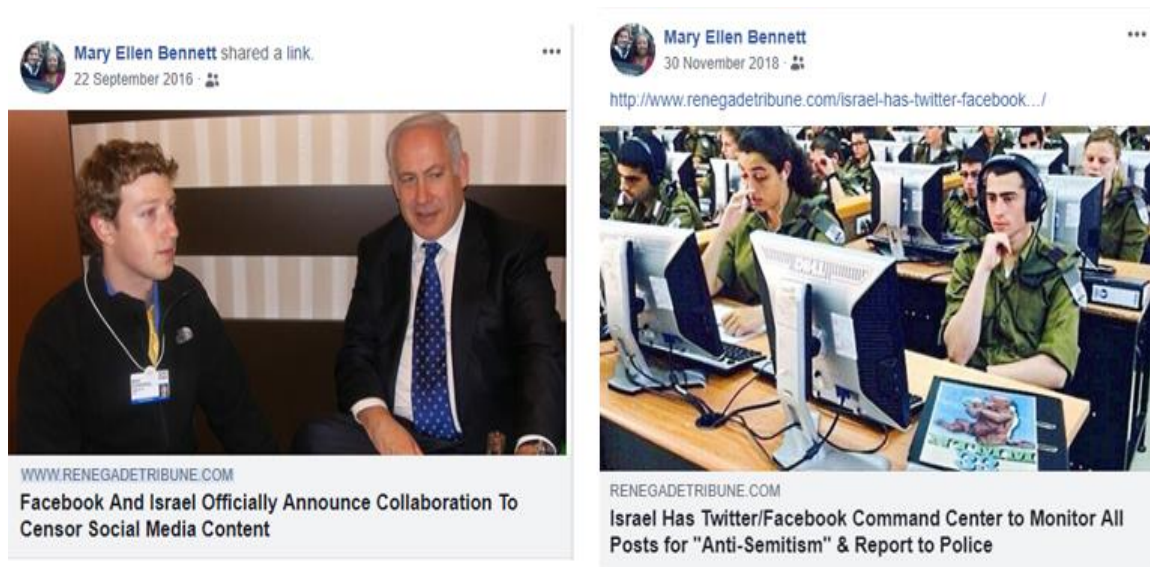 Mary Ellen Bennett shared a link.
22 September 2016
WWW.RENEGADETRIBUNE.COM
Facebook And Israel Officially Announce Collaboration To
Censor Social Media Content
Mary Ellen Bennett
30 November 2018
http://www.renegadetribune.com/israel-has-twitter-facebook.../
DELL
RENEGADETRIBUNE.COM
Israel Has Twitter/Facebook Command Center to Monitor All
Posts for "Anti-Semitism" & Report to Police